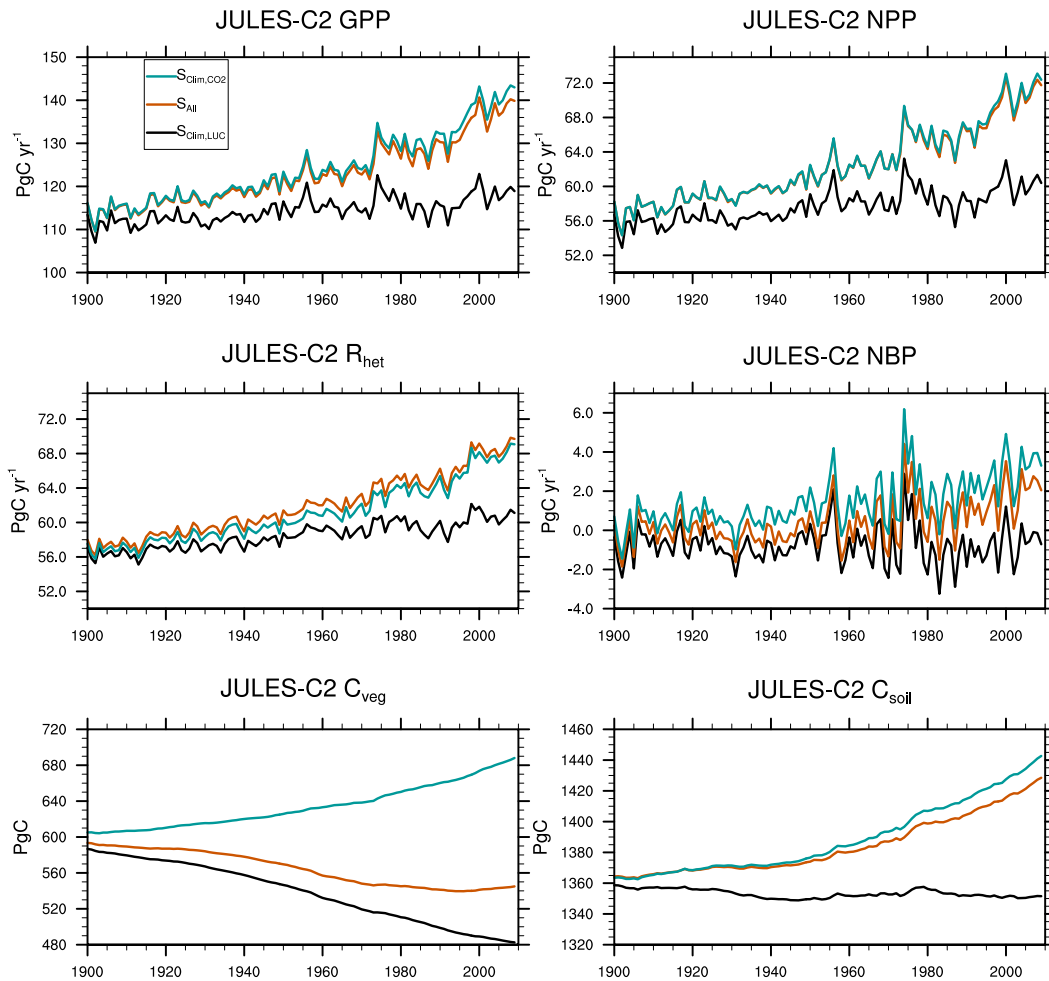 JULES-C2 GPP
PgC yr-1
150
140
130
120
110
100
S Clim,CO2
S All
S Clim,LUC
1900 1920 1940 1960 1980 2000
JULES-C2 NPP
PgC yr-1
72.0
68.0
64.0
60.0
56.0
52.0
1900 1920 1940 1960 1980 2000
JULES-C2 Rhet
PgC yr-1
72.0
68.0
64.0
60.0
56.0
52.0
1900 1920 1940 1960 1980 2000
JULES-C2 NBP
PgC yr-1
6.0
4.0
2.0
0.0
-2.0
-4.0
1900 1920 1940 1960 1980 2000
JULES-C2 Cveg
PgC
720
680
640
600
560
520
480
1900 1920 1940 1960 1980 2000
JULES-C2 Csoil
PgC
1460
1440
1420
1400
1380
1360
1340
1320
1900 1920 1940 1960 1980 2000